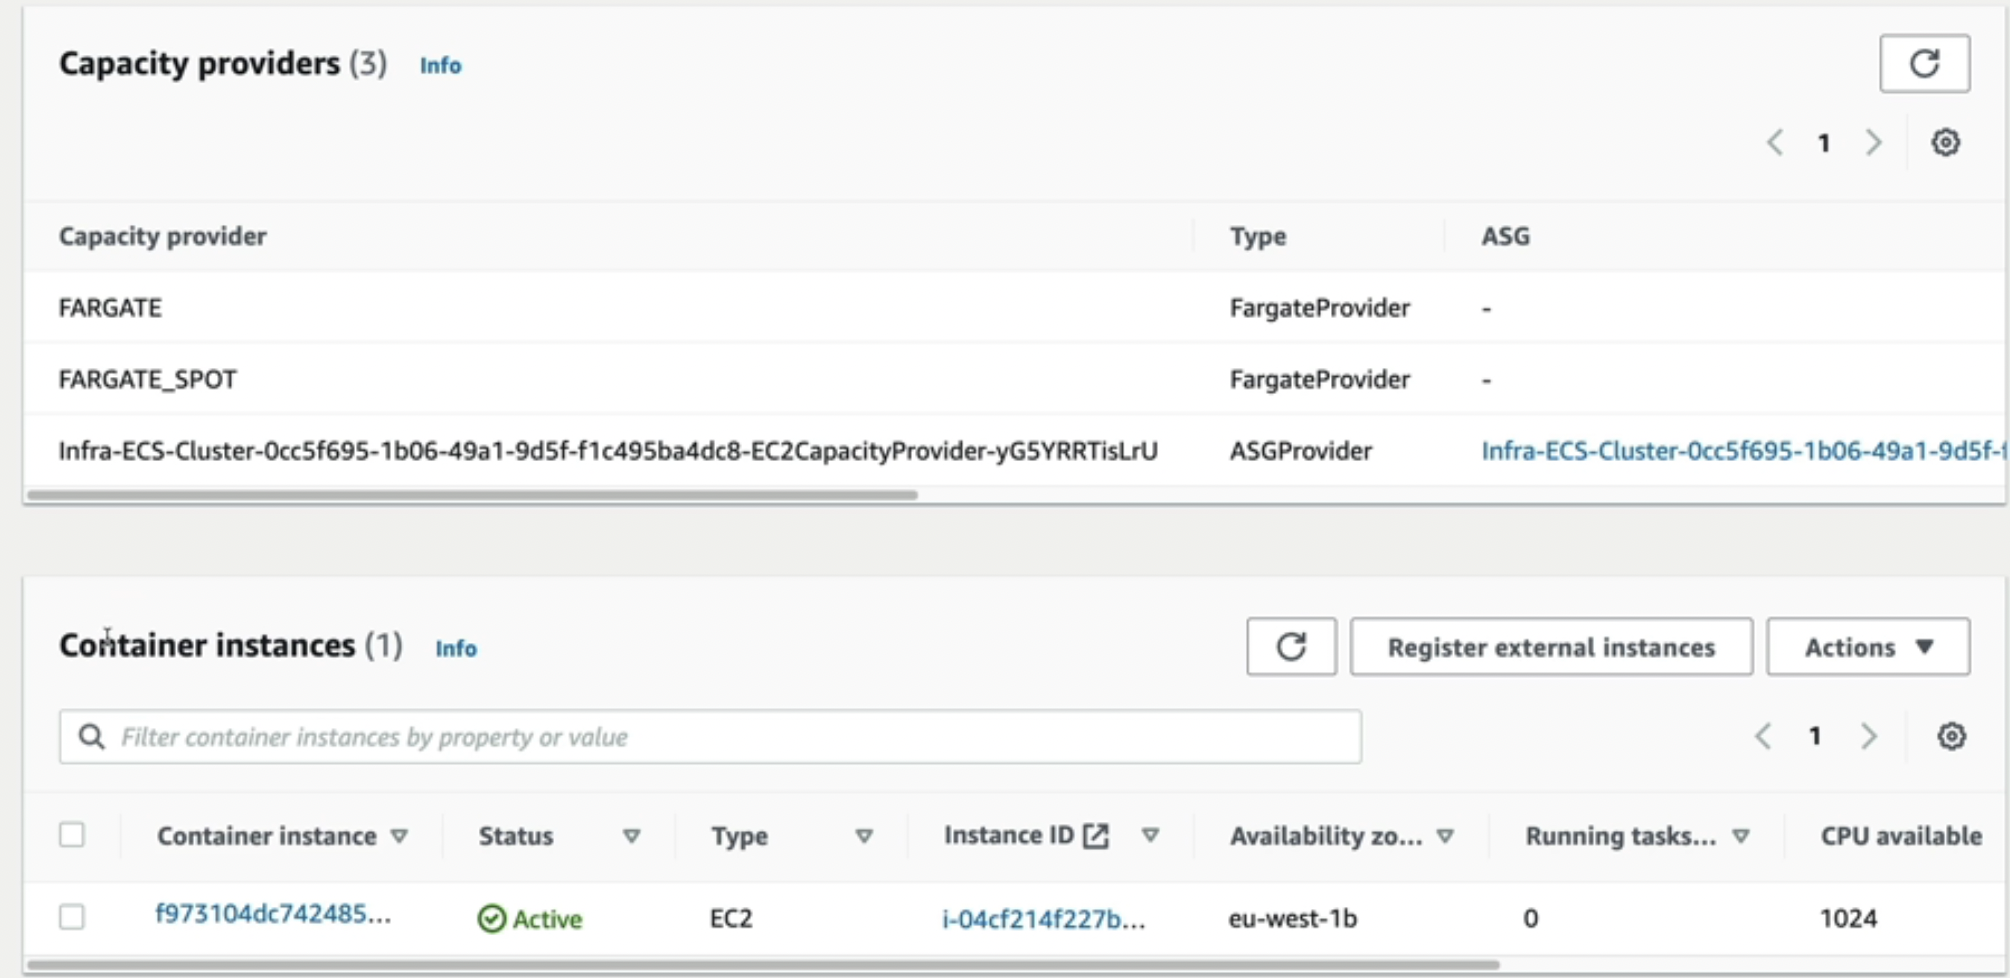 Capacity providers (3) Info
1
Capacity provider Type ASG
FARGATE FargateProvider -
FARGATE_SPOT FargateProvider -
Infra-ECS-Cluster-0cc5f695-1b06-49a1-9d5f-f1c495ba4dc8-EC2CapacityProvider-yG5YRRTisLrU ASGProvider Infra-ECS-Cluster-0cc5f695-1b06-49a1-9d5f-f
Container instances (1) Info Register external instances Actions
Filter container instances by property or value 1
Container instance Status Type Instance ID Availability zo... Running tasks... CPU available
f973104dc742485... Active EC2 i-04cf214f227b... eu-west-1b 0 1024